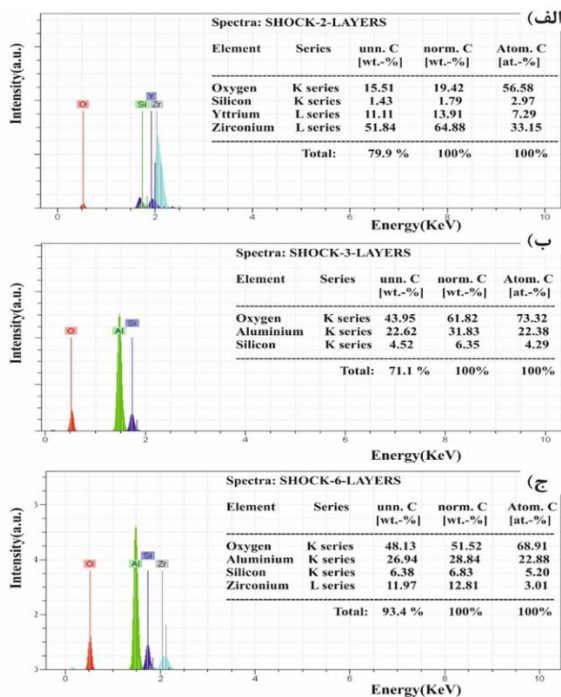 الف)
Spectra: SHOCK-2-LAYERS
Element Series unn. C norm. C Atom. C
[wt.-%] [wt.-%] [at.-%]
Oxygen K series 15.51 19.42 56.58
Silicon K series 1.43 1.79 2.97
Yttrium L series 11.11 13.91 7.29
Zirconium L series 51.84 64.88 33.15
Total: 79.9 % 100% 100%
O Si Y Zr
Intensity(a.u.)
0 2 4 6 8 10
Energy(KeV)
ب)
Spectra: SHOCK-3-LAYERS
Element Series unn. C norm. C Atom. C
[wt.-%] [wt.-%] [at.-%]
Oxygen K series 43.95 61.82 73.32
Aluminium K series 22.62 31.83 22.38
Silicon K series 4.52 6.35 4.29
Total: 71.1 % 100% 100%
O Al Si
Intensity(a.u.)
0 2 4 6 8 10
Energy(KeV)
ج)
Spectra: SHOCK-6-LAYERS
Element Series unn. C norm. C Atom. C
[wt.-%] [wt.-%] [at.-%]
Oxygen K series 48.13 51.52 68.91
Aluminium K series 26.94 28.84 22.88
Silicon K series 6.38 6.83 5.20
Zirconium L series 11.97 12.81 3.01
Total: 93.4 % 100% 100%
O Al Si Zr
Intensity(a.u.)
4
2
0 2 4 6 8 10
Energy(KeV)